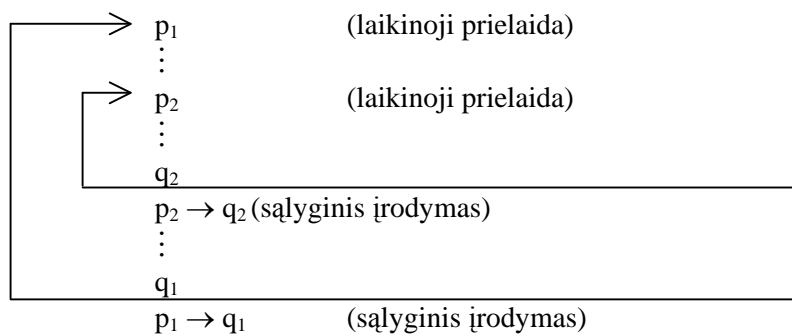 p₁ (laikinoji prielaida)
⋮
p₂ (laikinoji prielaida)
⋮
q₂
p₂ → q₂ (sąlyginis įrodymas)
⋮
q₁
p₁ → q₁ (sąlyginis įrodymas)